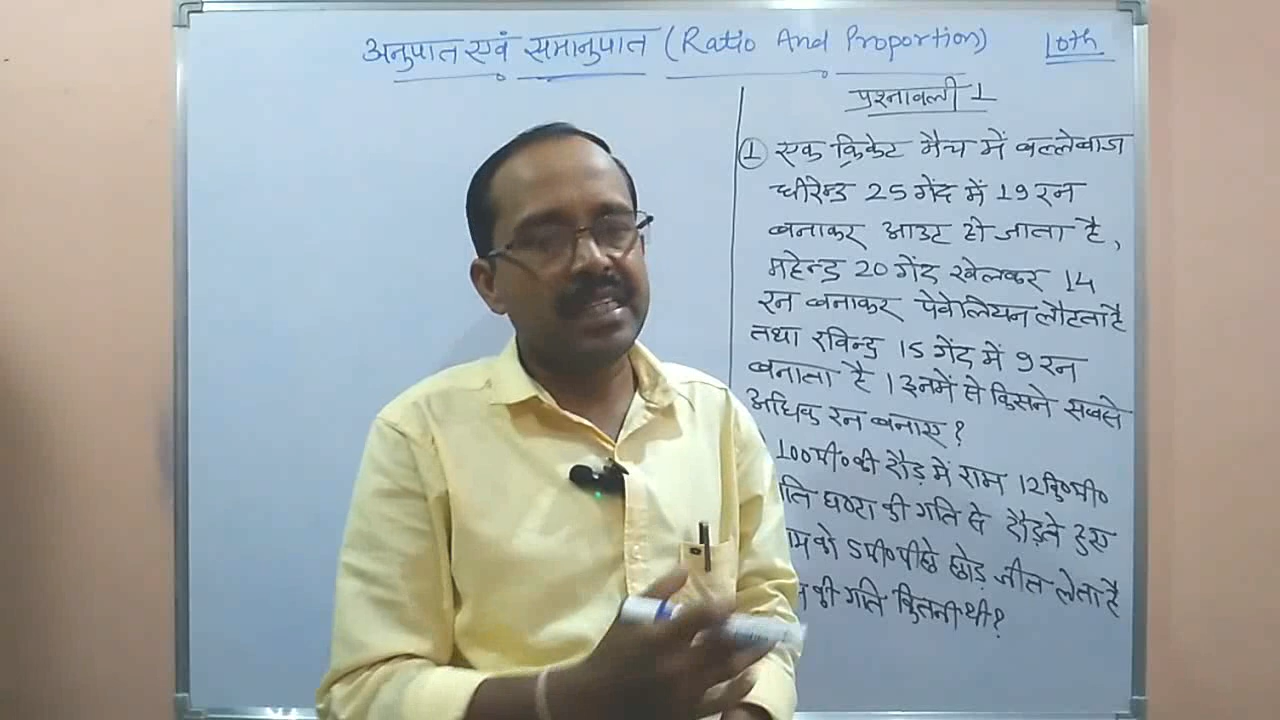 अनुपात एवं समानुपात (Ratio And Proportion) 10th
प्रश्नावली 1
① एक क्रिकेट मैच में बल्लेबाज
धीरेन्द्र 25 गेंद में 19 रन
बनाकर आउट हो जाता है,
महेन्द्र 20 गेंद खेलकर 14
रन बनाकर पेवेलियन लौटता है
तथा रविन्द्र 15 गेंद में 9 रन
बनाता है । इनमें से किसने सबसे
अधिक रन बनाए ?
100मी० की दौड़ में राम 12कि०मी०
घण्टा की गति से दौड़ते हुए
को 5मी० पीछे छोड़ जीत लेता है
की गति कितनी थी ?